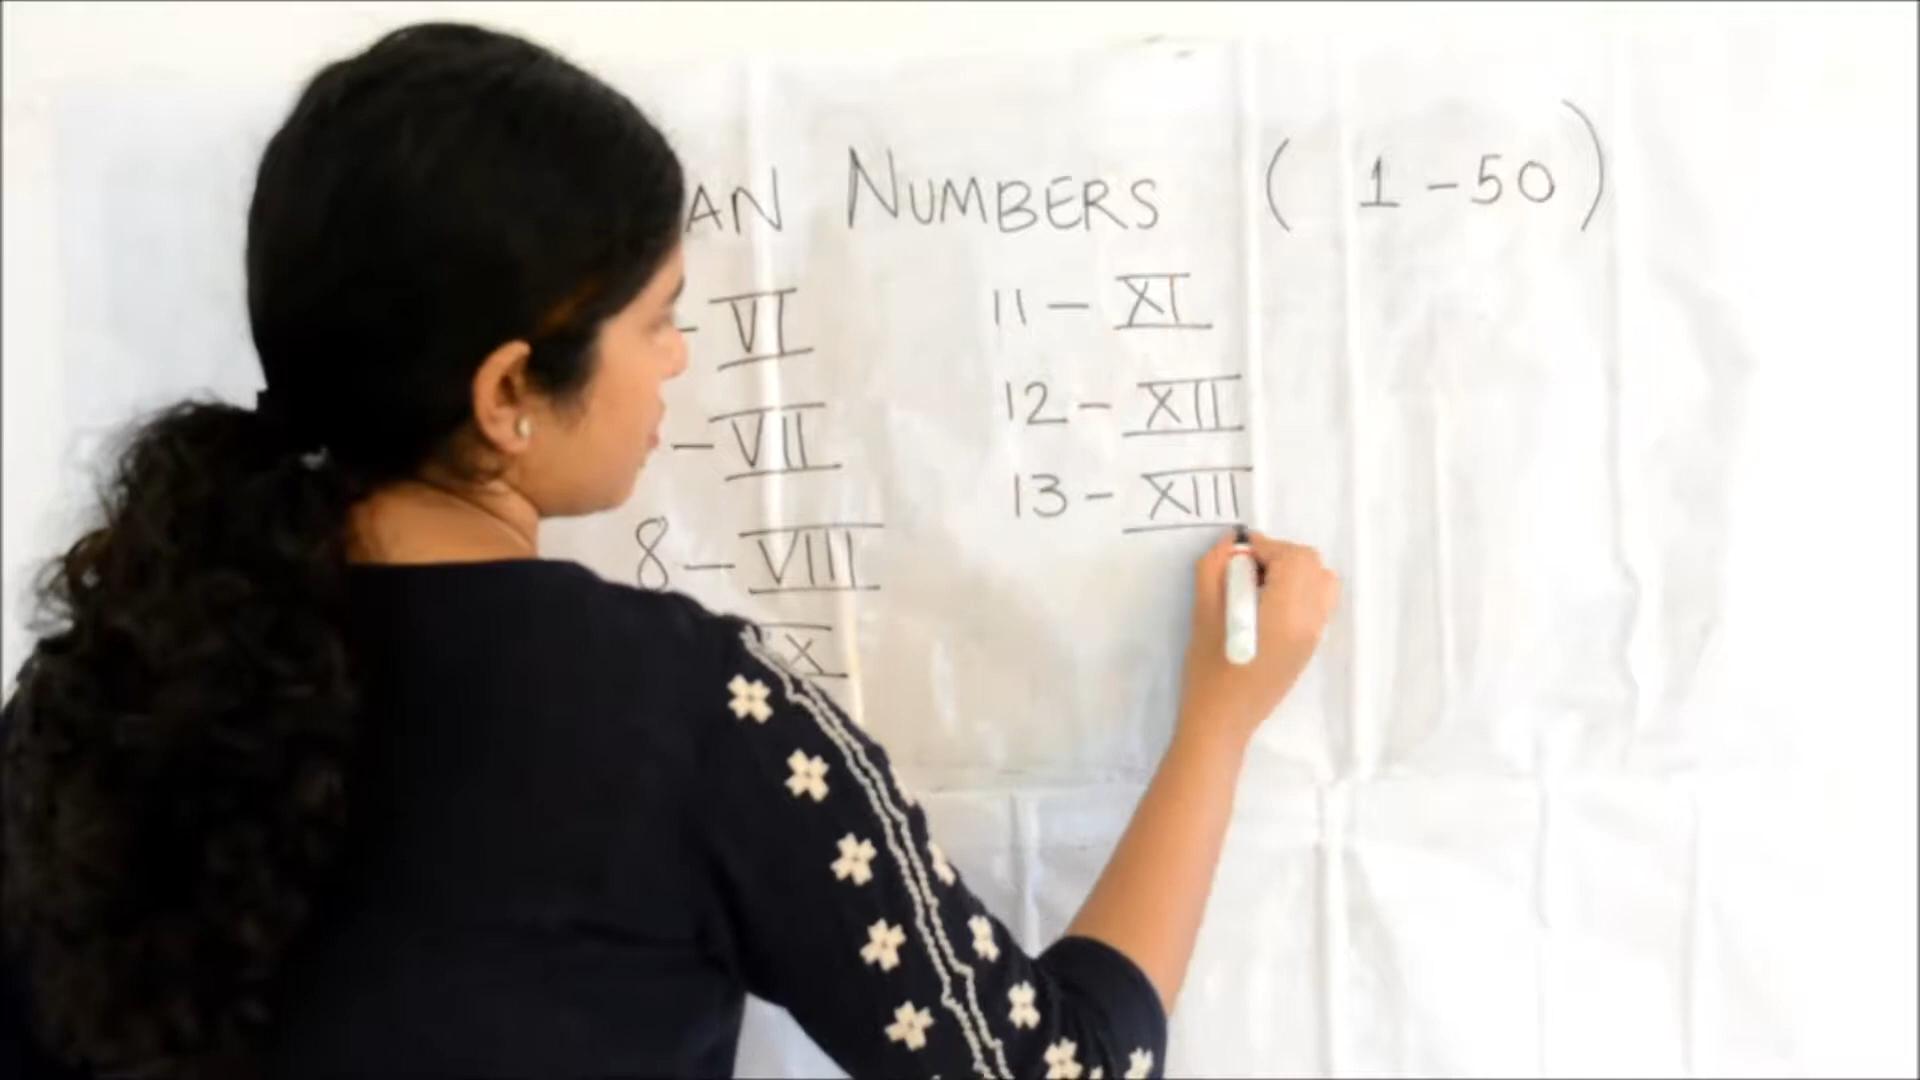 AN NUMBERS ( 1 - 50 )
- VI
- VII
8 - VIII
X
11 - XI
12 - XII
13 - XIII